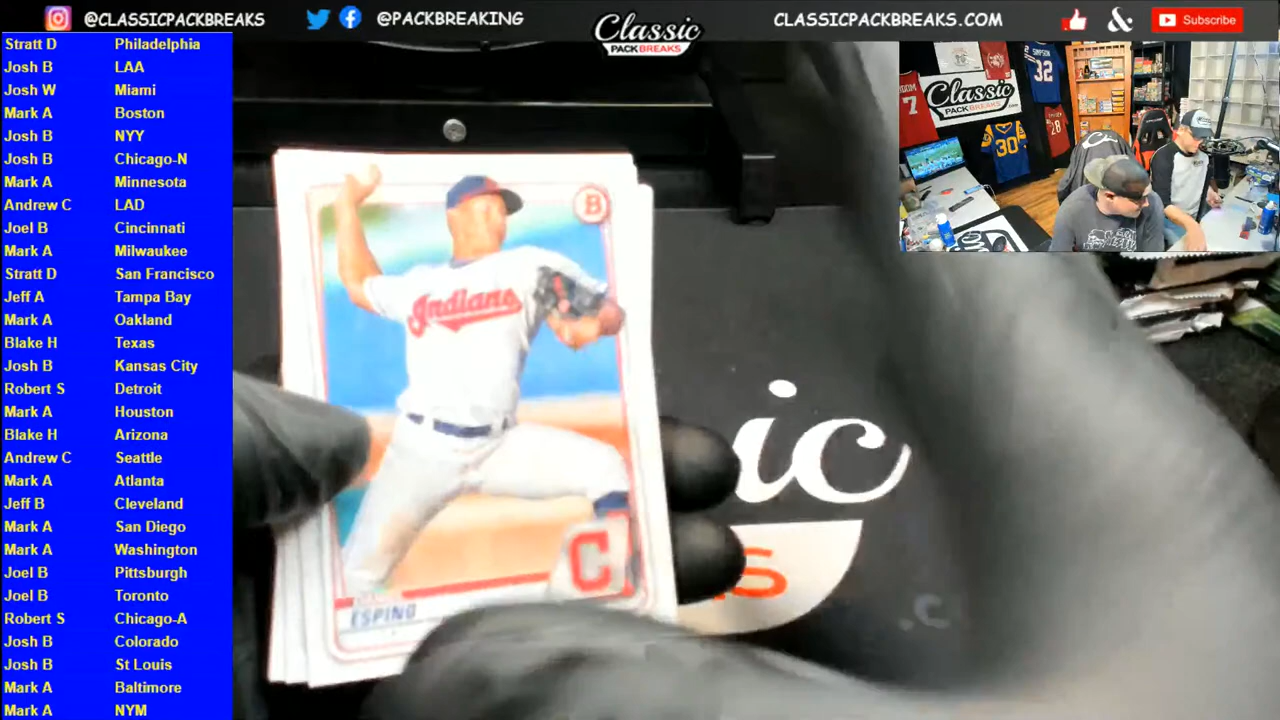 @CLASSICPACKBREAKS
@PACKBREAKING
Classic
PACK BREAKS
CLASSICPACKBREAKS.COM
Subscribe
Stratt D Philadelphia
Josh B LAA
Josh W Miami
Mark A Boston
Josh B NYY
Josh B Chicago-N
Mark A Minnesota
Andrew C LAD
Joel B Cincinnati
Mark A Milwaukee
Stratt D San Francisco
Jeff A Tampa Bay
Mark A Oakland
Blake H Texas
Josh B Kansas City
Robert S Detroit
Mark A Houston
Blake H Arizona
Andrew C Seattle
Mark A Atlanta
Jeff B Cleveland
Mark A San Diego
Mark A Washington
Joel B Pittsburgh
Joel B Toronto
Robert S Chicago-A
Josh B Colorado
Josh B St Louis
Mark A Baltimore
Mark A NYM
B
Indians
C
ESPINO
ic
S
.c
Classic
PACK BREAKS
SIMPSON
32
7
30
28